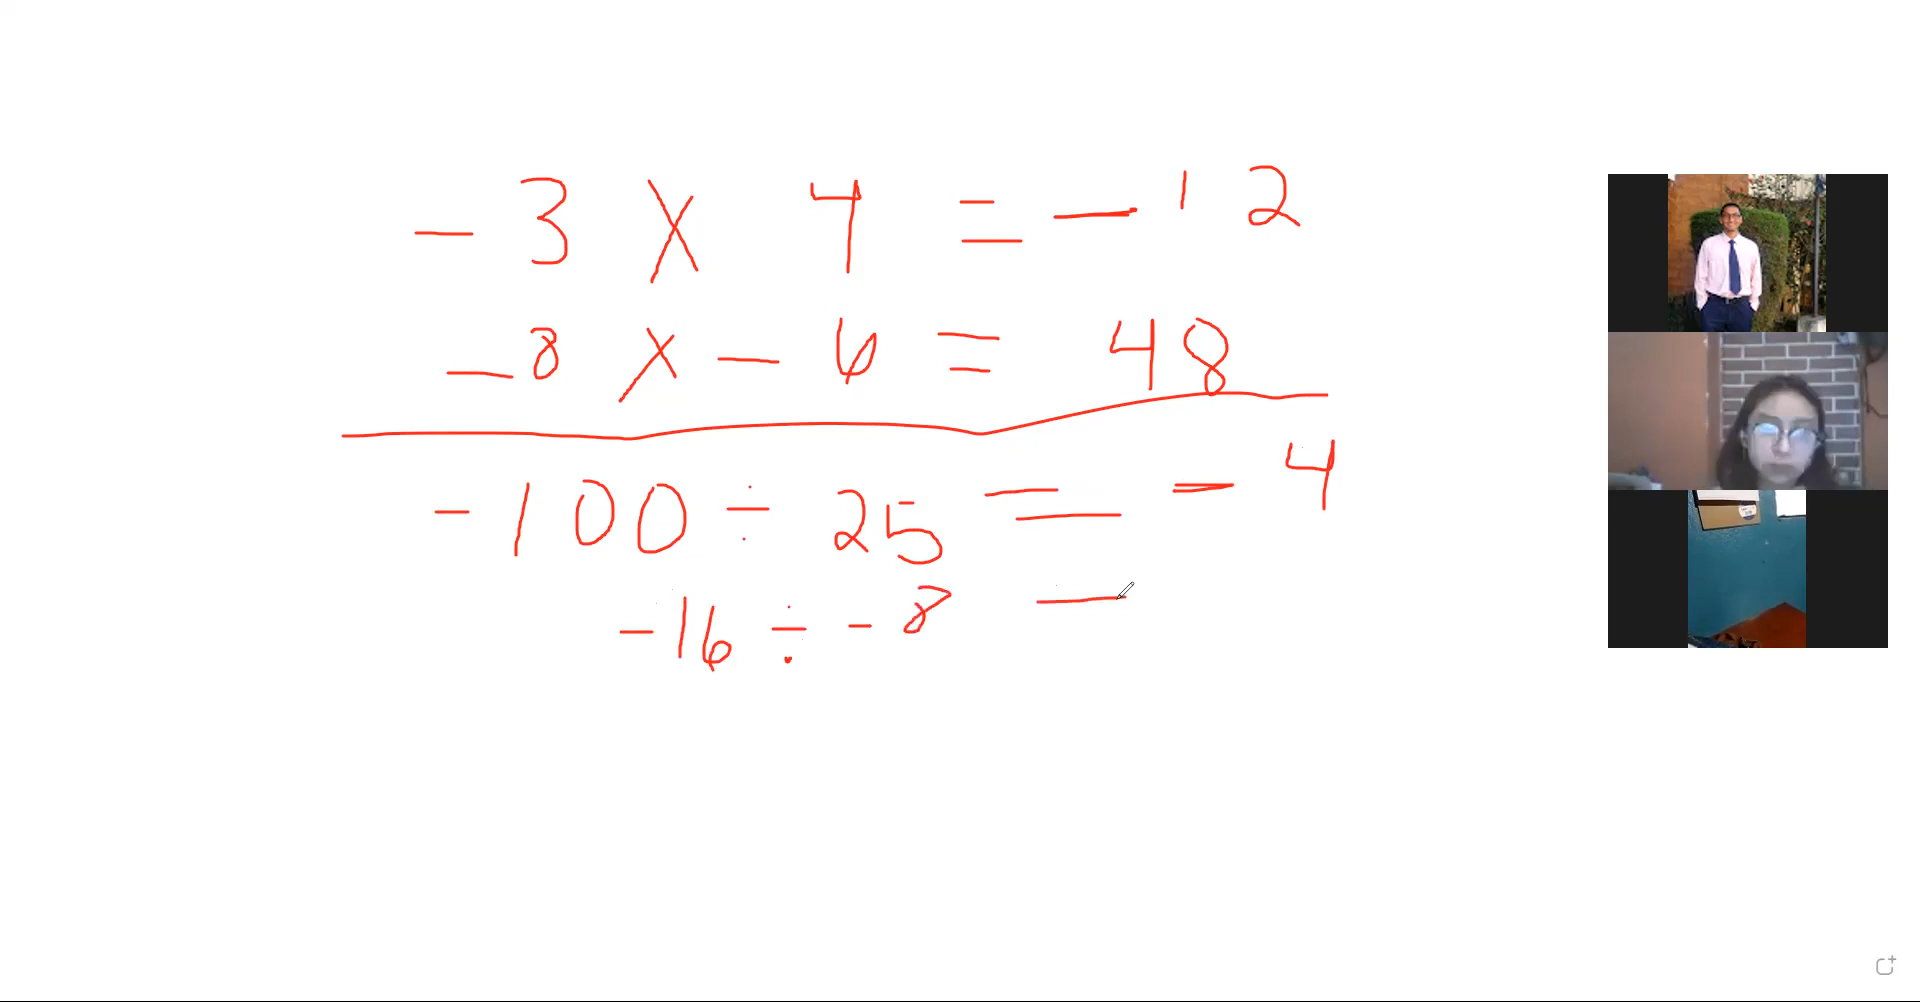 - 3 x 4 = - 12
- 8 x - 6 = 48
- 100 ÷ 25 = - 4
- 16 ÷ - 8 -